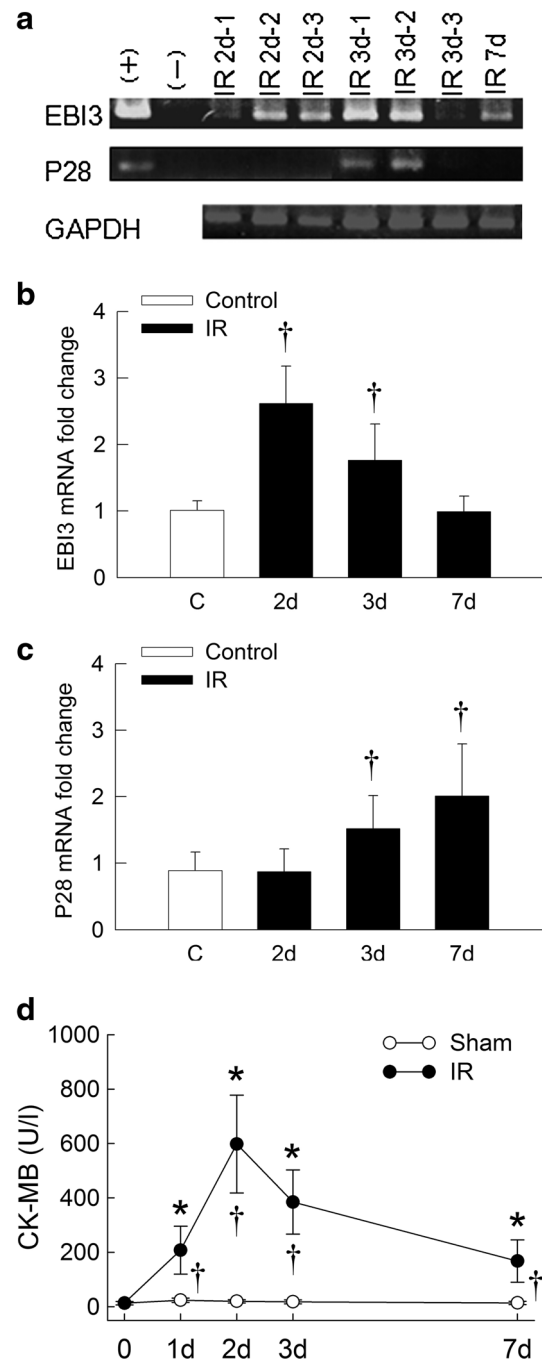 a
(+) (−) IR 2d-1 IR 2d-2 IR 2d-3 IR 3d-1 IR 3d-2 IR 3d-3 IR 7d
EBI3
P28
GAPDH
b
Control
IR
EBI3 mRNA fold change
4
3
2
1
0
†
†
C 2d 3d 7d
c
Control
IR
P28 mRNA fold change
4
3
2
1
0
†
†
C 2d 3d 7d
d
Sham
IR
CK-MB (U/l)
1000
800
600
400
200
0
* * * *
† † † †
0 1d 2d 3d 7d